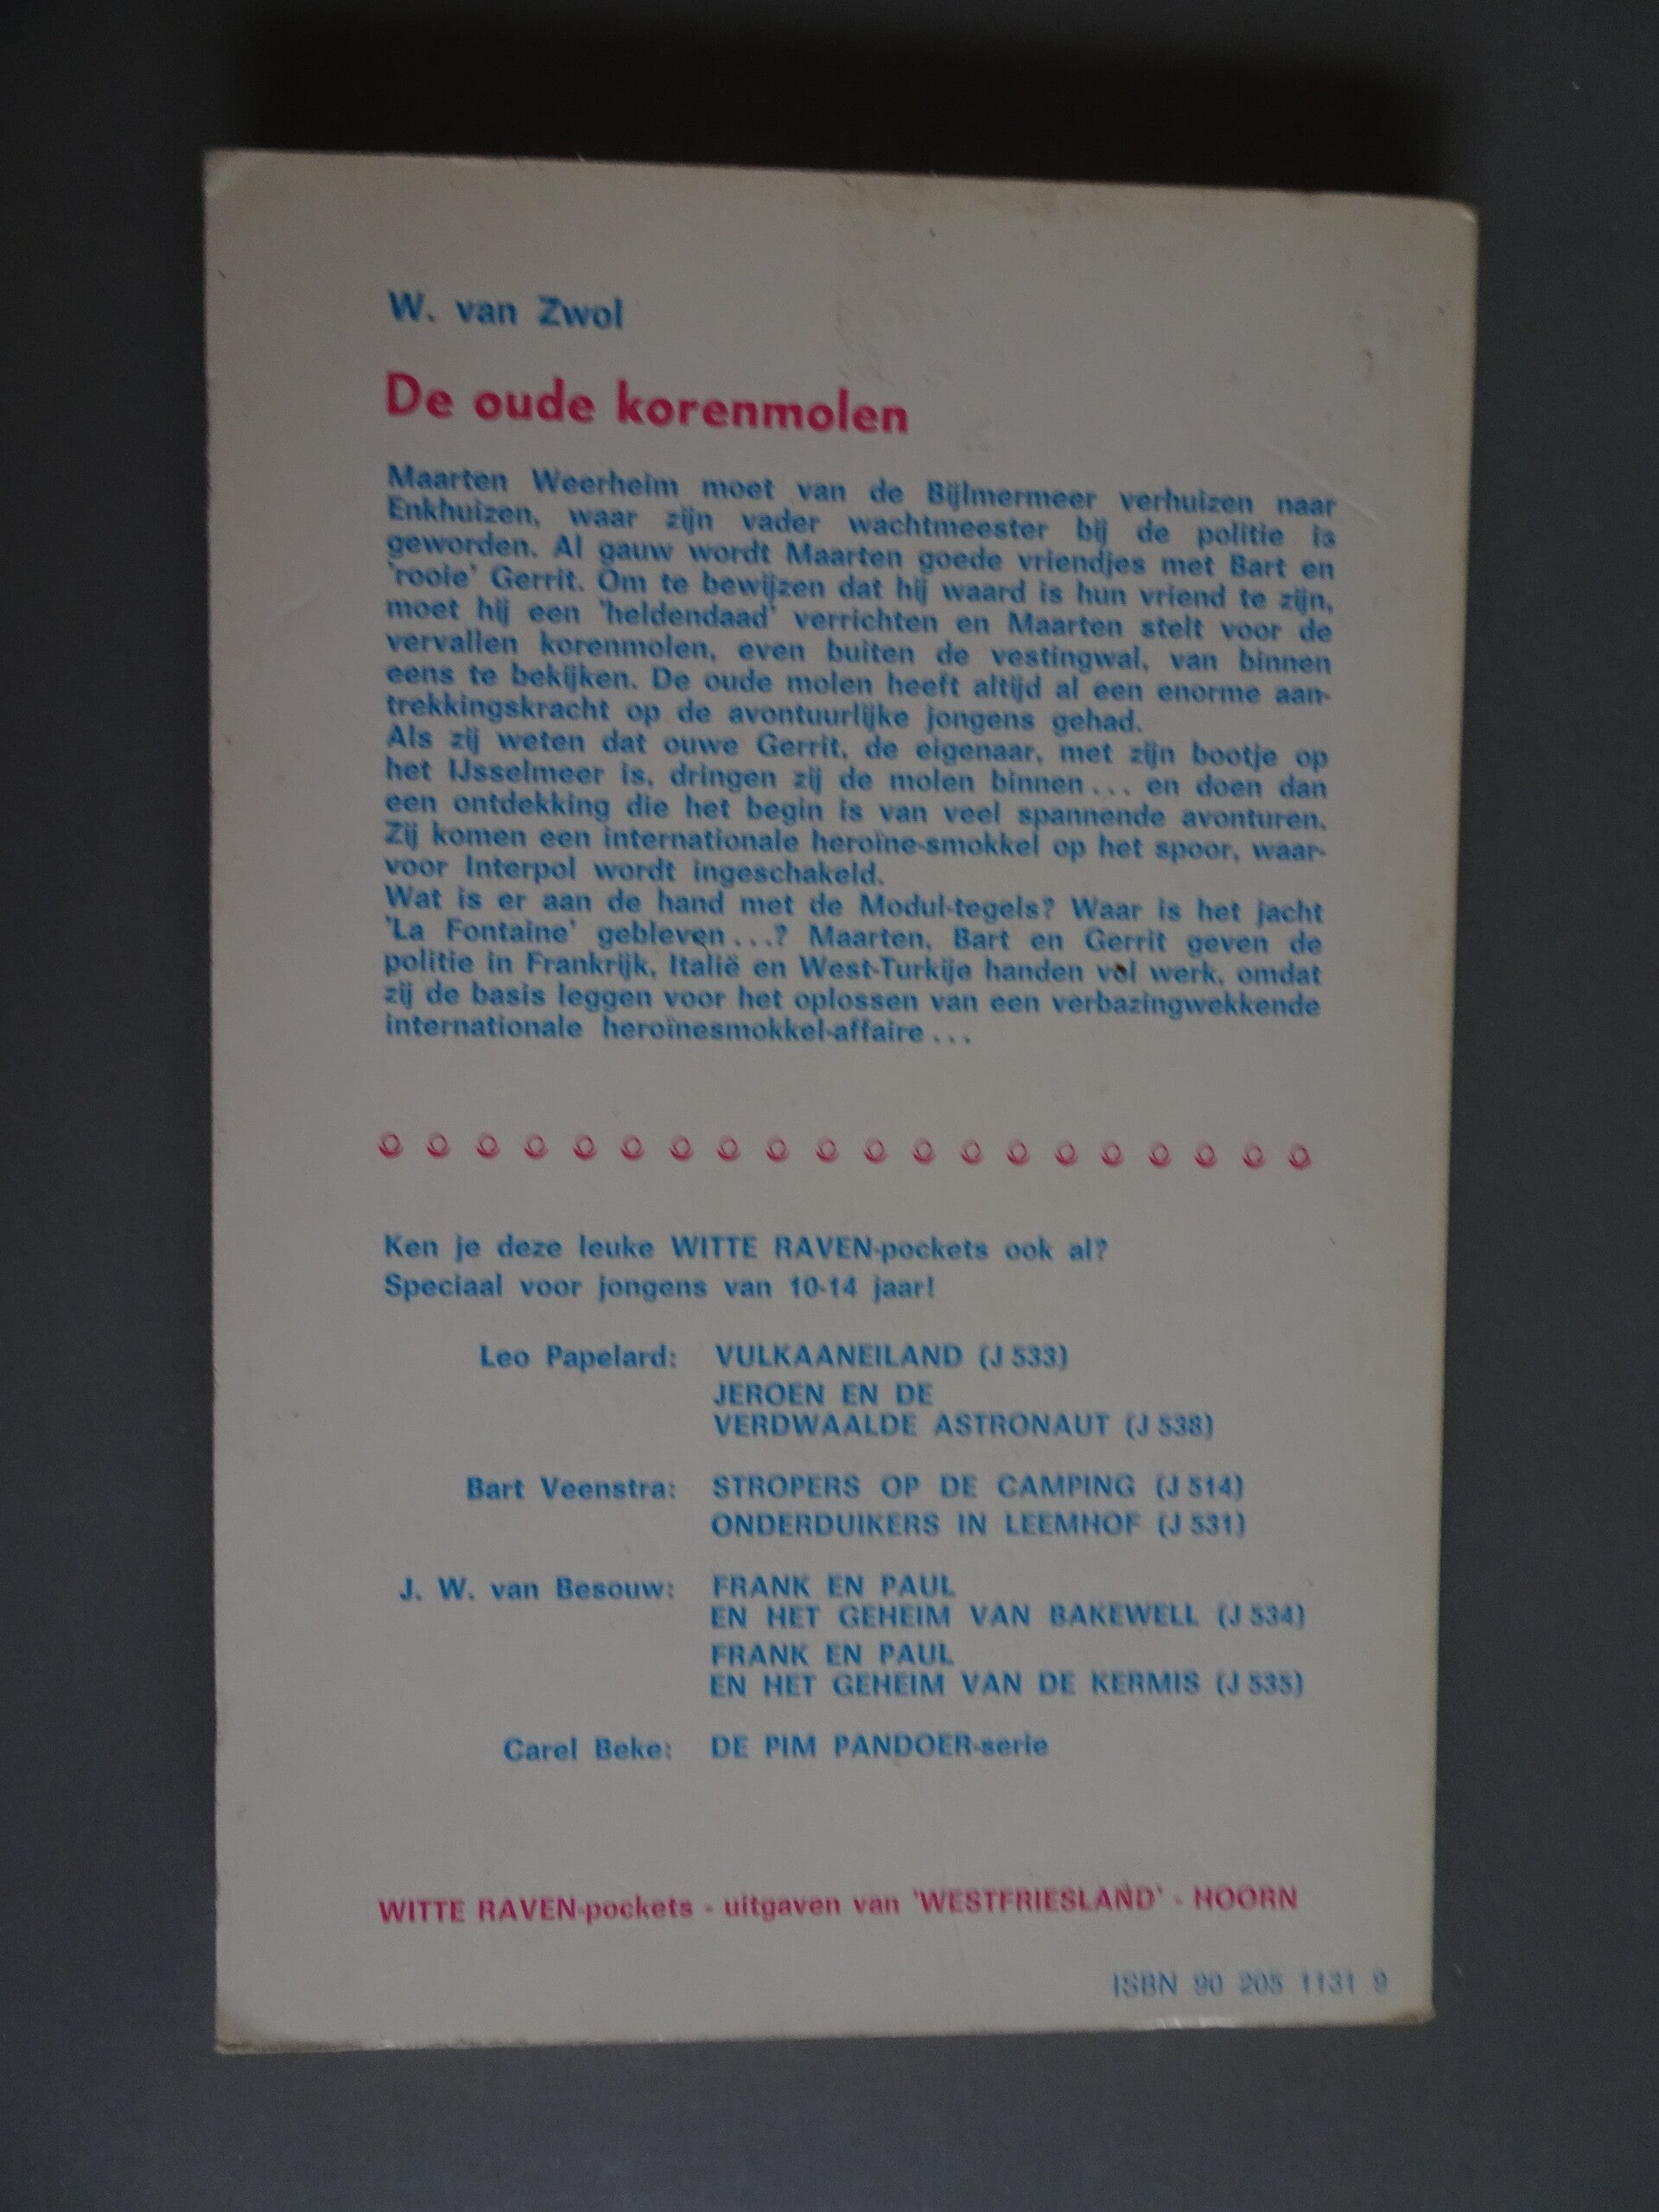 W. van Zwol
De oude korenmolen
Maarten Weerheim moet van de Bijlmermeer verhuizen naar
Enkhuizen, waar zijn vader wachtmeester bij de politie is
geworden. Al gauw wordt Maarten goede vriendjes met Bart en
'rooie' Gerrit. Om te bewijzen dat hij waard is hun vriend te zijn,
moet hij een 'heldendaad' verrichten en Maarten stelt voor de
vervallen korenmolen, even buiten de vestingwal, van binnen
eens te bekijken. De oude molen heeft altijd al een enorme aan-
trekkingskracht op de avontuurlijke jongens gehad.
Als zij weten dat ouwe Gerrit, de eigenaar, met zijn bootje op
het IJsselmeer is, dringen zij de molen binnen... en doen dan
een ontdekking die het begin is van veel spannende avonturen.
Zij komen een internationale heroïne-smokkel op het spoor, waar-
voor Interpol wordt ingeschakeld.
Wat is er aan de hand met de Modul-tegels? Waar is het jacht
'La Fontaine' gebleven...? Maarten, Bart en Gerrit geven de
politie in Frankrijk, Italië en West-Turkije handen vol werk, omdat
zij de basis leggen voor het oplossen van een verbazingwekkende
internationale heroïnesmokkel-affaire...
Ken je deze leuke WITTE RAVEN-pockets ook al?
Speciaal voor jongens van 10-14 jaar!
Leo Papelard: VULKAANEILAND (J 533)
JEROEN EN DE
VERDWAALDE ASTRONAUT (J 538)
Bart Veenstra: STROPERS OP DE CAMPING (J 514)
ONDERDUIKERS IN LEEMHOF (J 531)
J. W. van Besouw: FRANK EN PAUL
EN HET GEHEIM VAN BAKEWELL (J 534)
FRANK EN PAUL
EN HET GEHEIM VAN DE KERMIS (J 535)
Carel Beke: DE PIM PANDOER-serie
WITTE RAVEN-pockets - uitgaven van 'WESTFRIESLAND' - HOORN
ISBN 90 205 1131 9